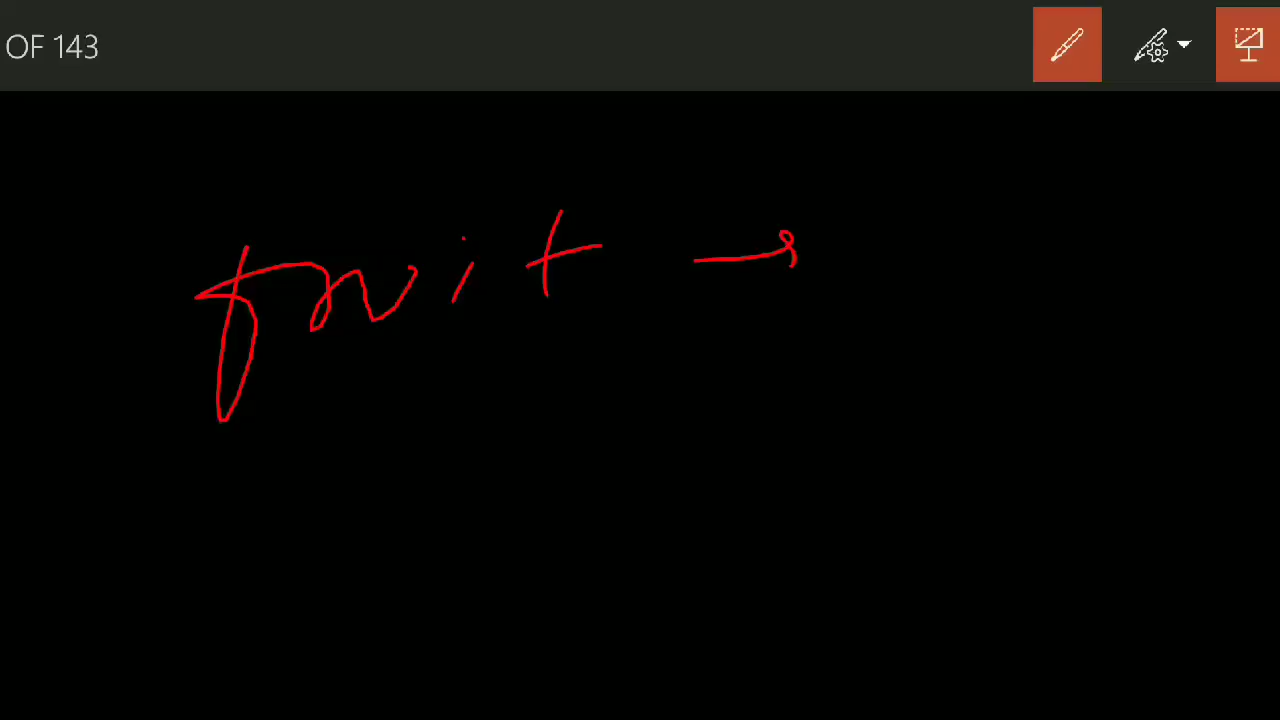 OF 143
fruit →